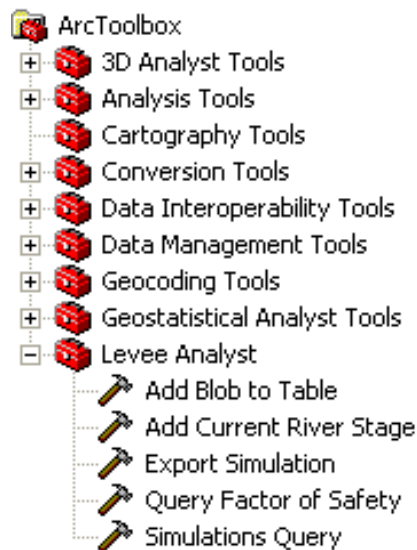 ArcToolbox
3D Analyst Tools
Analysis Tools
Cartography Tools
Conversion Tools
Data Interoperability Tools
Data Management Tools
Geocoding Tools
Geostatistical Analyst Tools
Levee Analyst
Add Blob to Table
Add Current River Stage
Export Simulation
Query Factor of Safety
Simulations Query